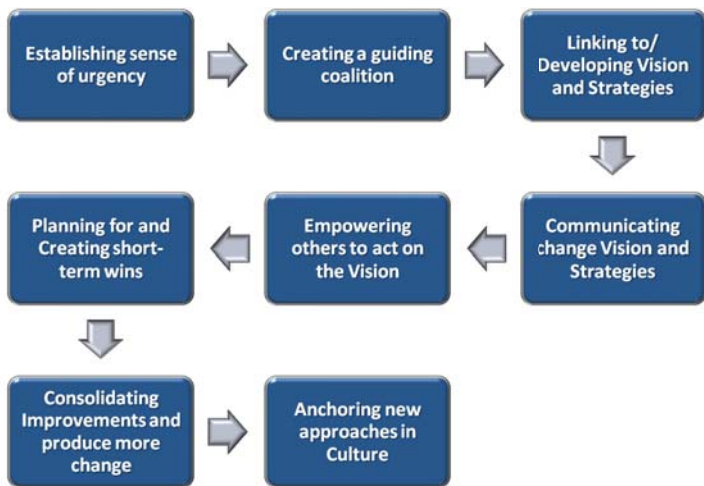 Establishing sense
of urgency
Creating a guiding
coalition
Linking to/
Developing Vision
and Strategies
Communicating
change Vision and
Strategies
Empowering
others to act on
the Vision
Planning for and
Creating short-
term wins
Consolidating
Improvements and
produce more
change
Anchoring new
approaches in
Culture